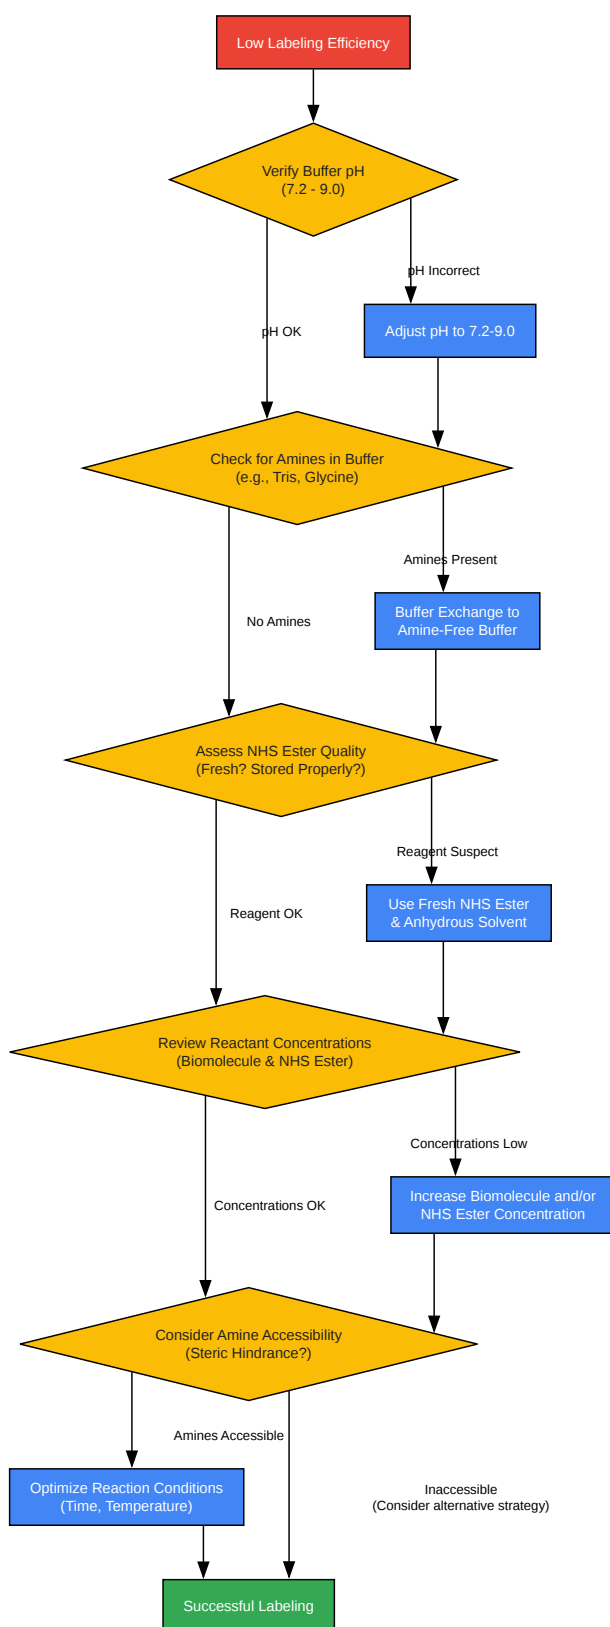 Low Labeling Efficiency
Verify Buffer pH
(7.2 - 9.0)
pH Incorrect
pH OK
Adjust pH to 7.2-9.0
Check for Amines in Buffer
(e.g., Tris, Glycine)
Amines Present
No Amines
Buffer Exchange to
Amine-Free Buffer
Assess NHS Ester Quality
(Fresh? Stored Properly?)
Reagent Suspect
Reagent OK
Use Fresh NHS Ester
& Anhydrous Solvent
Review Reactant Concentrations
(Biomolecule & NHS Ester)
Concentrations Low
Concentrations OK
Increase Biomolecule and/or
NHS Ester Concentration
Consider Amine Accessibility
(Steric Hindrance?)
Amines Accessible
Optimize Reaction Conditions
(Time, Temperature)
Inaccessible
(Consider alternative strategy)
Successful Labeling